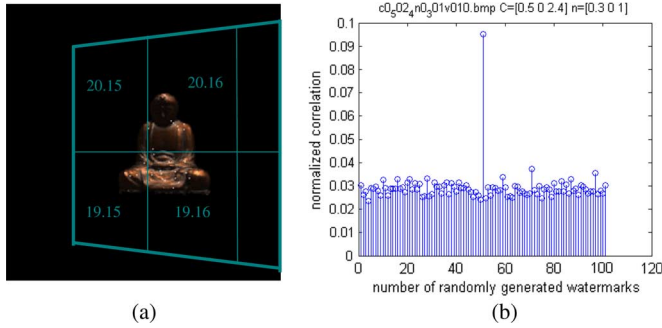 20.15 20.16
19.15 19.16
(a)
c0₅02₄n0₃01v010.bmp C=[0.5 0 2.4] n=[0.3 0 1]
normalized correlation
0.1
0.09
0.08
0.07
0.06
0.05
0.04
0.03
0.02
0.01
0
0 20 40 60 80 100 120
number of randomly generated watermarks
(b)